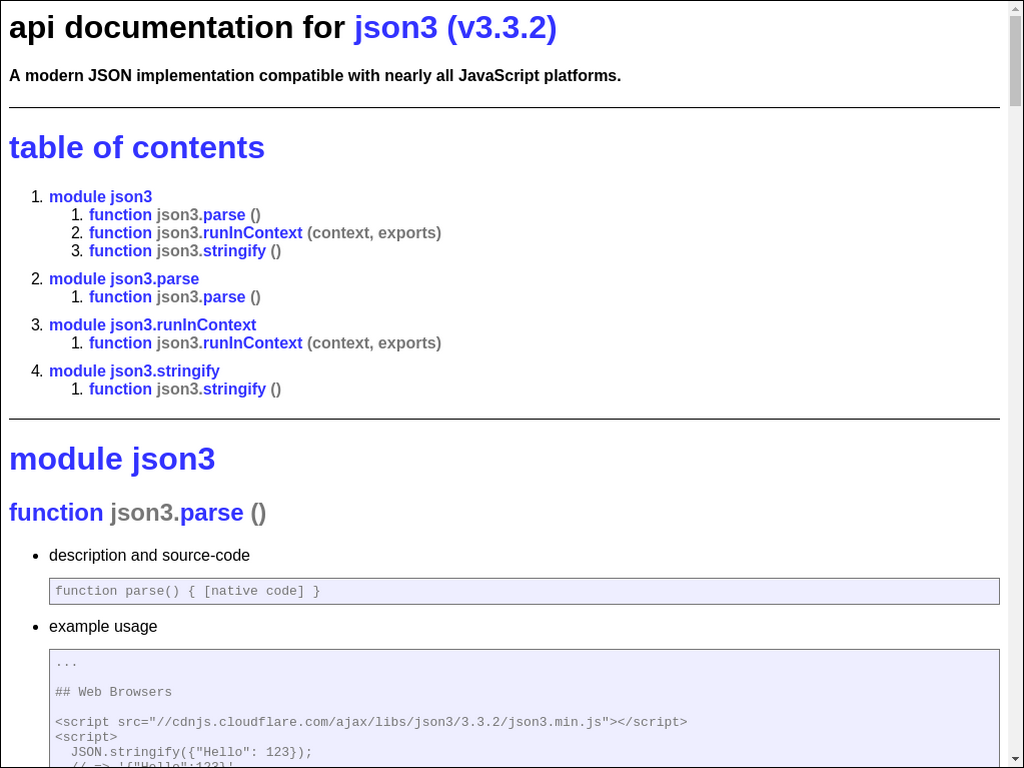 api documentation for json3 (v3.3.2)
A modern JSON implementation compatible with nearly all JavaScript platforms.
table of contents
1. module json3
1. function json3.parse ()
2. function json3.runInContext (context, exports)
3. function json3.stringify ()
2. module json3.parse
1. function json3.parse ()
3. module json3.runInContext
1. function json3.runInContext (context, exports)
4. module json3.stringify
1. function json3.stringify ()
module json3
function json3.parse ()
• description and source-code
function parse() { [native code] }
• example usage
...
## Web Browsers
<script src="//cdnjs.cloudflare.com/ajax/libs/json3/3.3.2/json3.min.js"></script>
<script>
JSON.stringify({"Hello": 123});
// => '{"Hello":123}'